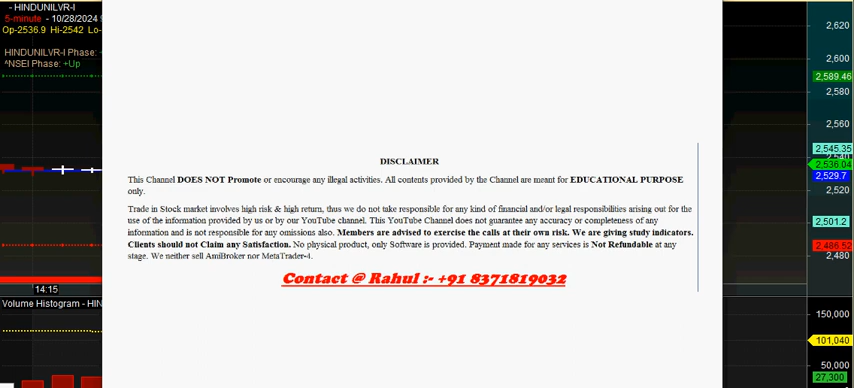 - HINDUNILVR-I
5-minute - 10/28/2024
Op-2536.9 Hi-2542 Lo-
HINDUNILVR-I Phase:
^NSEI Phase: +Up
2,620
2,600
2,589.46
2,580
2,560
2,545.35
2,540
2,536.04
2,529.7
2,520
2,501.2
2,486.52
2,480
DISCLAIMER
This Channel DOES NOT Promote or encourage any illegal activities. All contents provided by the Channel are meant for EDUCATIONAL PURPOSE
only.
Trade in Stock market involves high risk & high return, thus we do not take responsible for any kind of financial and/or legal responsibilities arising out for the
use of the information provided by us or by our YouTube channel. This YouTube Channel does not guarantee any accuracy or completeness of any
information and is not responsible for any omissions also. Members are advised to exercise the calls at their own risk. We are giving study indicators.
Clients should not Claim any Satisfaction. No physical product, only Software is provided. Payment made for any services is Not Refundable at any
stage. We neither sell AmiBroker nor MetaTrader-4.
Contact @ Rahul :- +91 8371819032
14:15
Volume Histogram - HIN
150,000
101,040
50,000
27,300